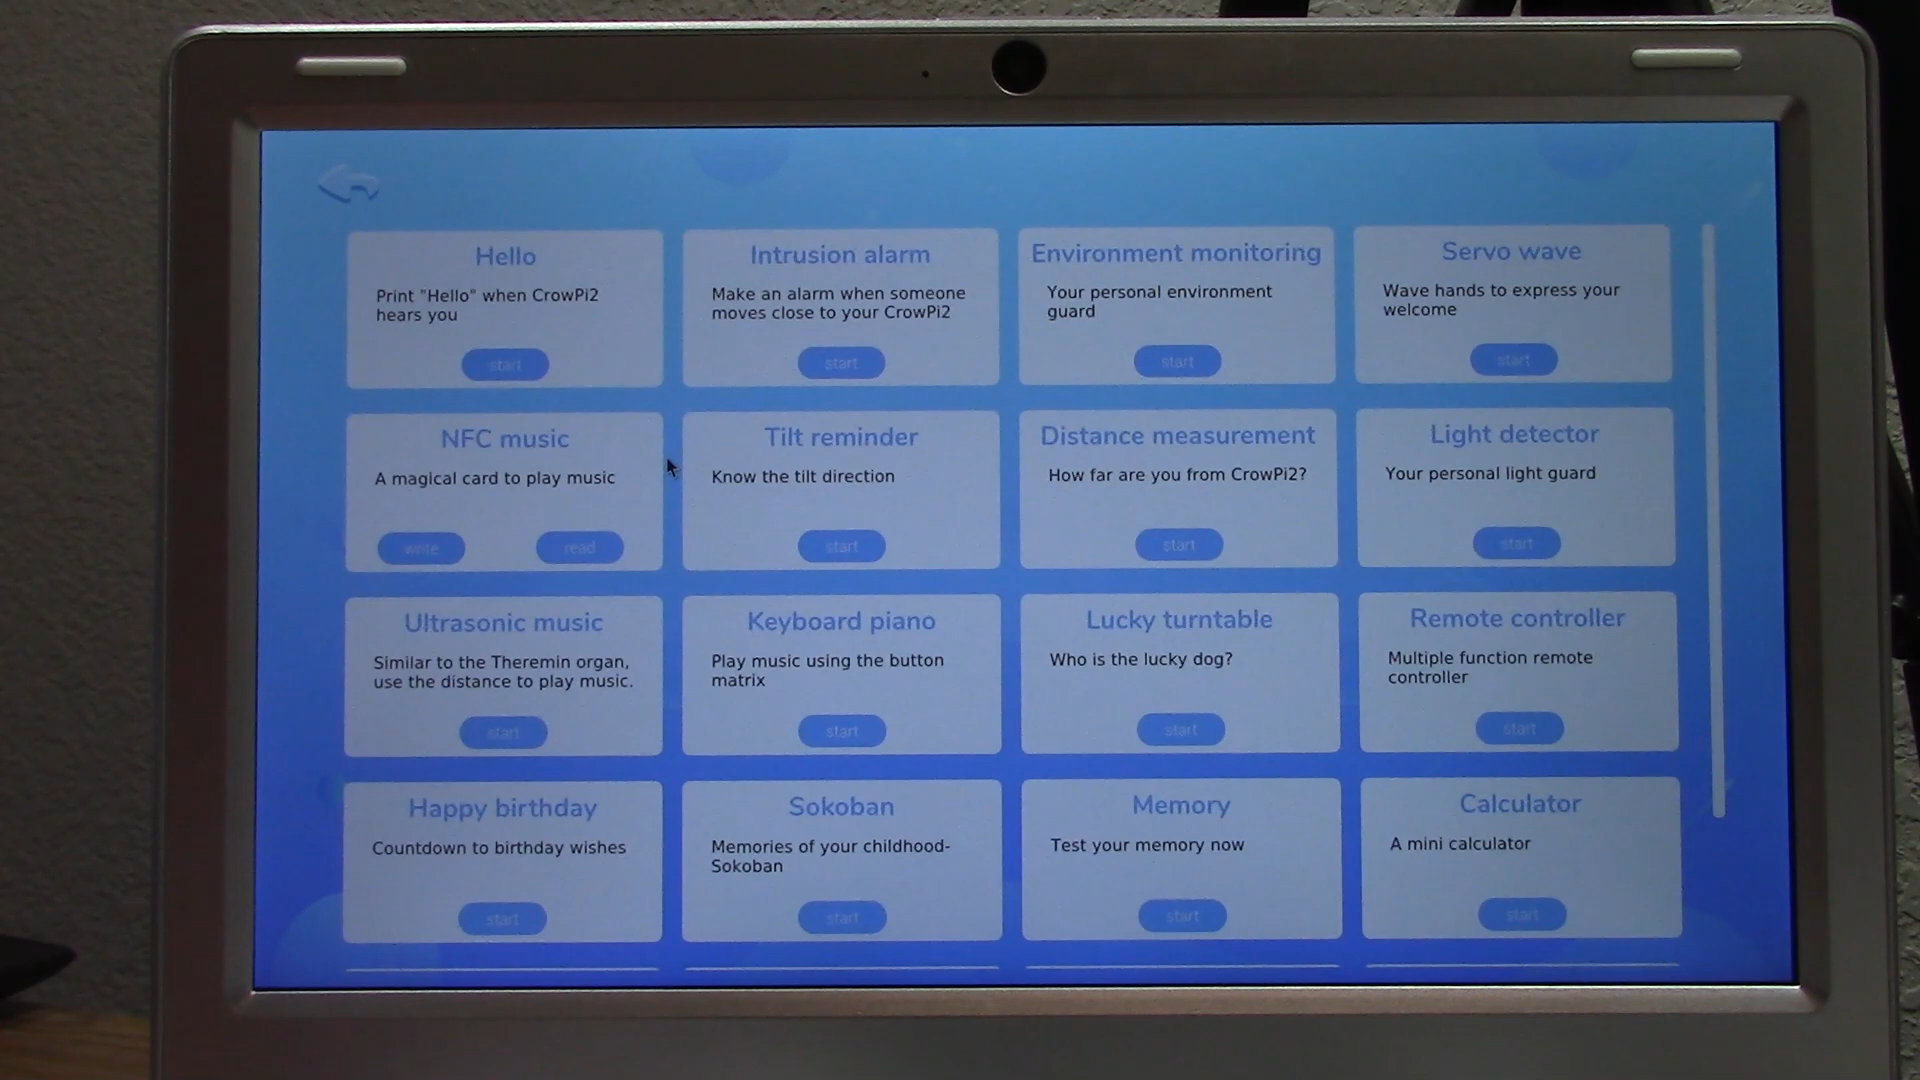 Hello
Print "Hello" when CrowPi2
hears you
start
Intrusion alarm
Make an alarm when someone
moves close to your CrowPi2
start
Environment monitoring
Your personal environment
guard
start
Servo wave
Wave hands to express your
welcome
start
NFC music
A magical card to play music
write
read
Tilt reminder
Know the tilt direction
start
Distance measurement
How far are you from CrowPi2?
start
Light detector
Your personal light guard
start
Ultrasonic music
Similar to the Theremin organ,
use the distance to play music.
start
Keyboard piano
Play music using the button
matrix
start
Lucky turntable
Who is the lucky dog?
start
Remote controller
Multiple function remote
controller
start
Happy birthday
Countdown to birthday wishes
start
Sokoban
Memories of your childhood-
Sokoban
start
Memory
Test your memory now
start
Calculator
A mini calculator
start